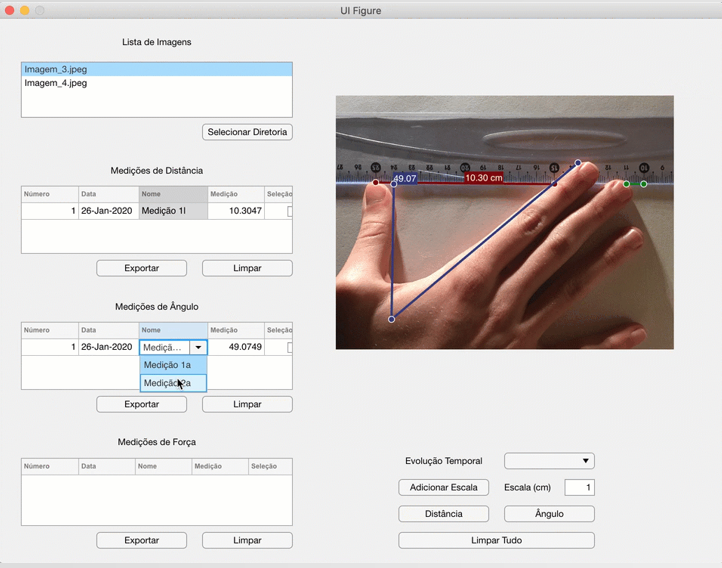 UI Figure
Lista de Imagens
Imagem_3.jpeg
Imagem_4.jpeg
Selecionar Diretoria
Medições de Distância
Número Data Nome Medição Seleção
1 26-Jan-2020 Medição 1l 10.3047
Exportar Limpar
Medições de Ângulo
Número Data Nome Medição Seleção
1 26-Jan-2020 Mediçã... 49.0749
Medição 1a
Medição 2a
Exportar Limpar
Medições de Força
Número Data Nome Medição Seleção
Exportar Limpar
49.07
10.30 cm
Evolução Temporal
Adicionar Escala Escala (cm) 1
Distância Ângulo
Limpar Tudo